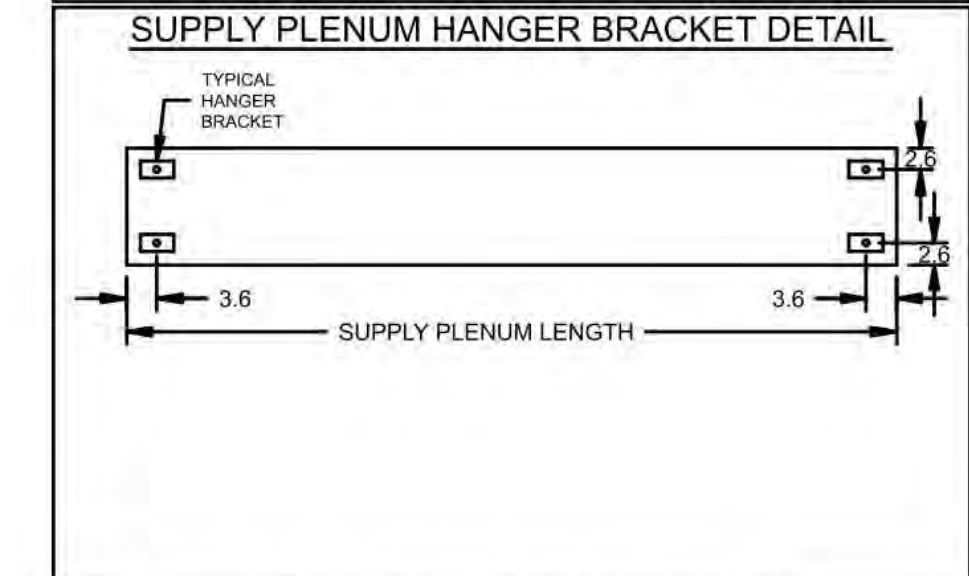 SUPPLY PLENUM HANGER BRACKET DETAIL
TYPICAL
HANGER
BRACKET
2.6
2.6
3.6
3.6
SUPPLY PLENUM LENGTH